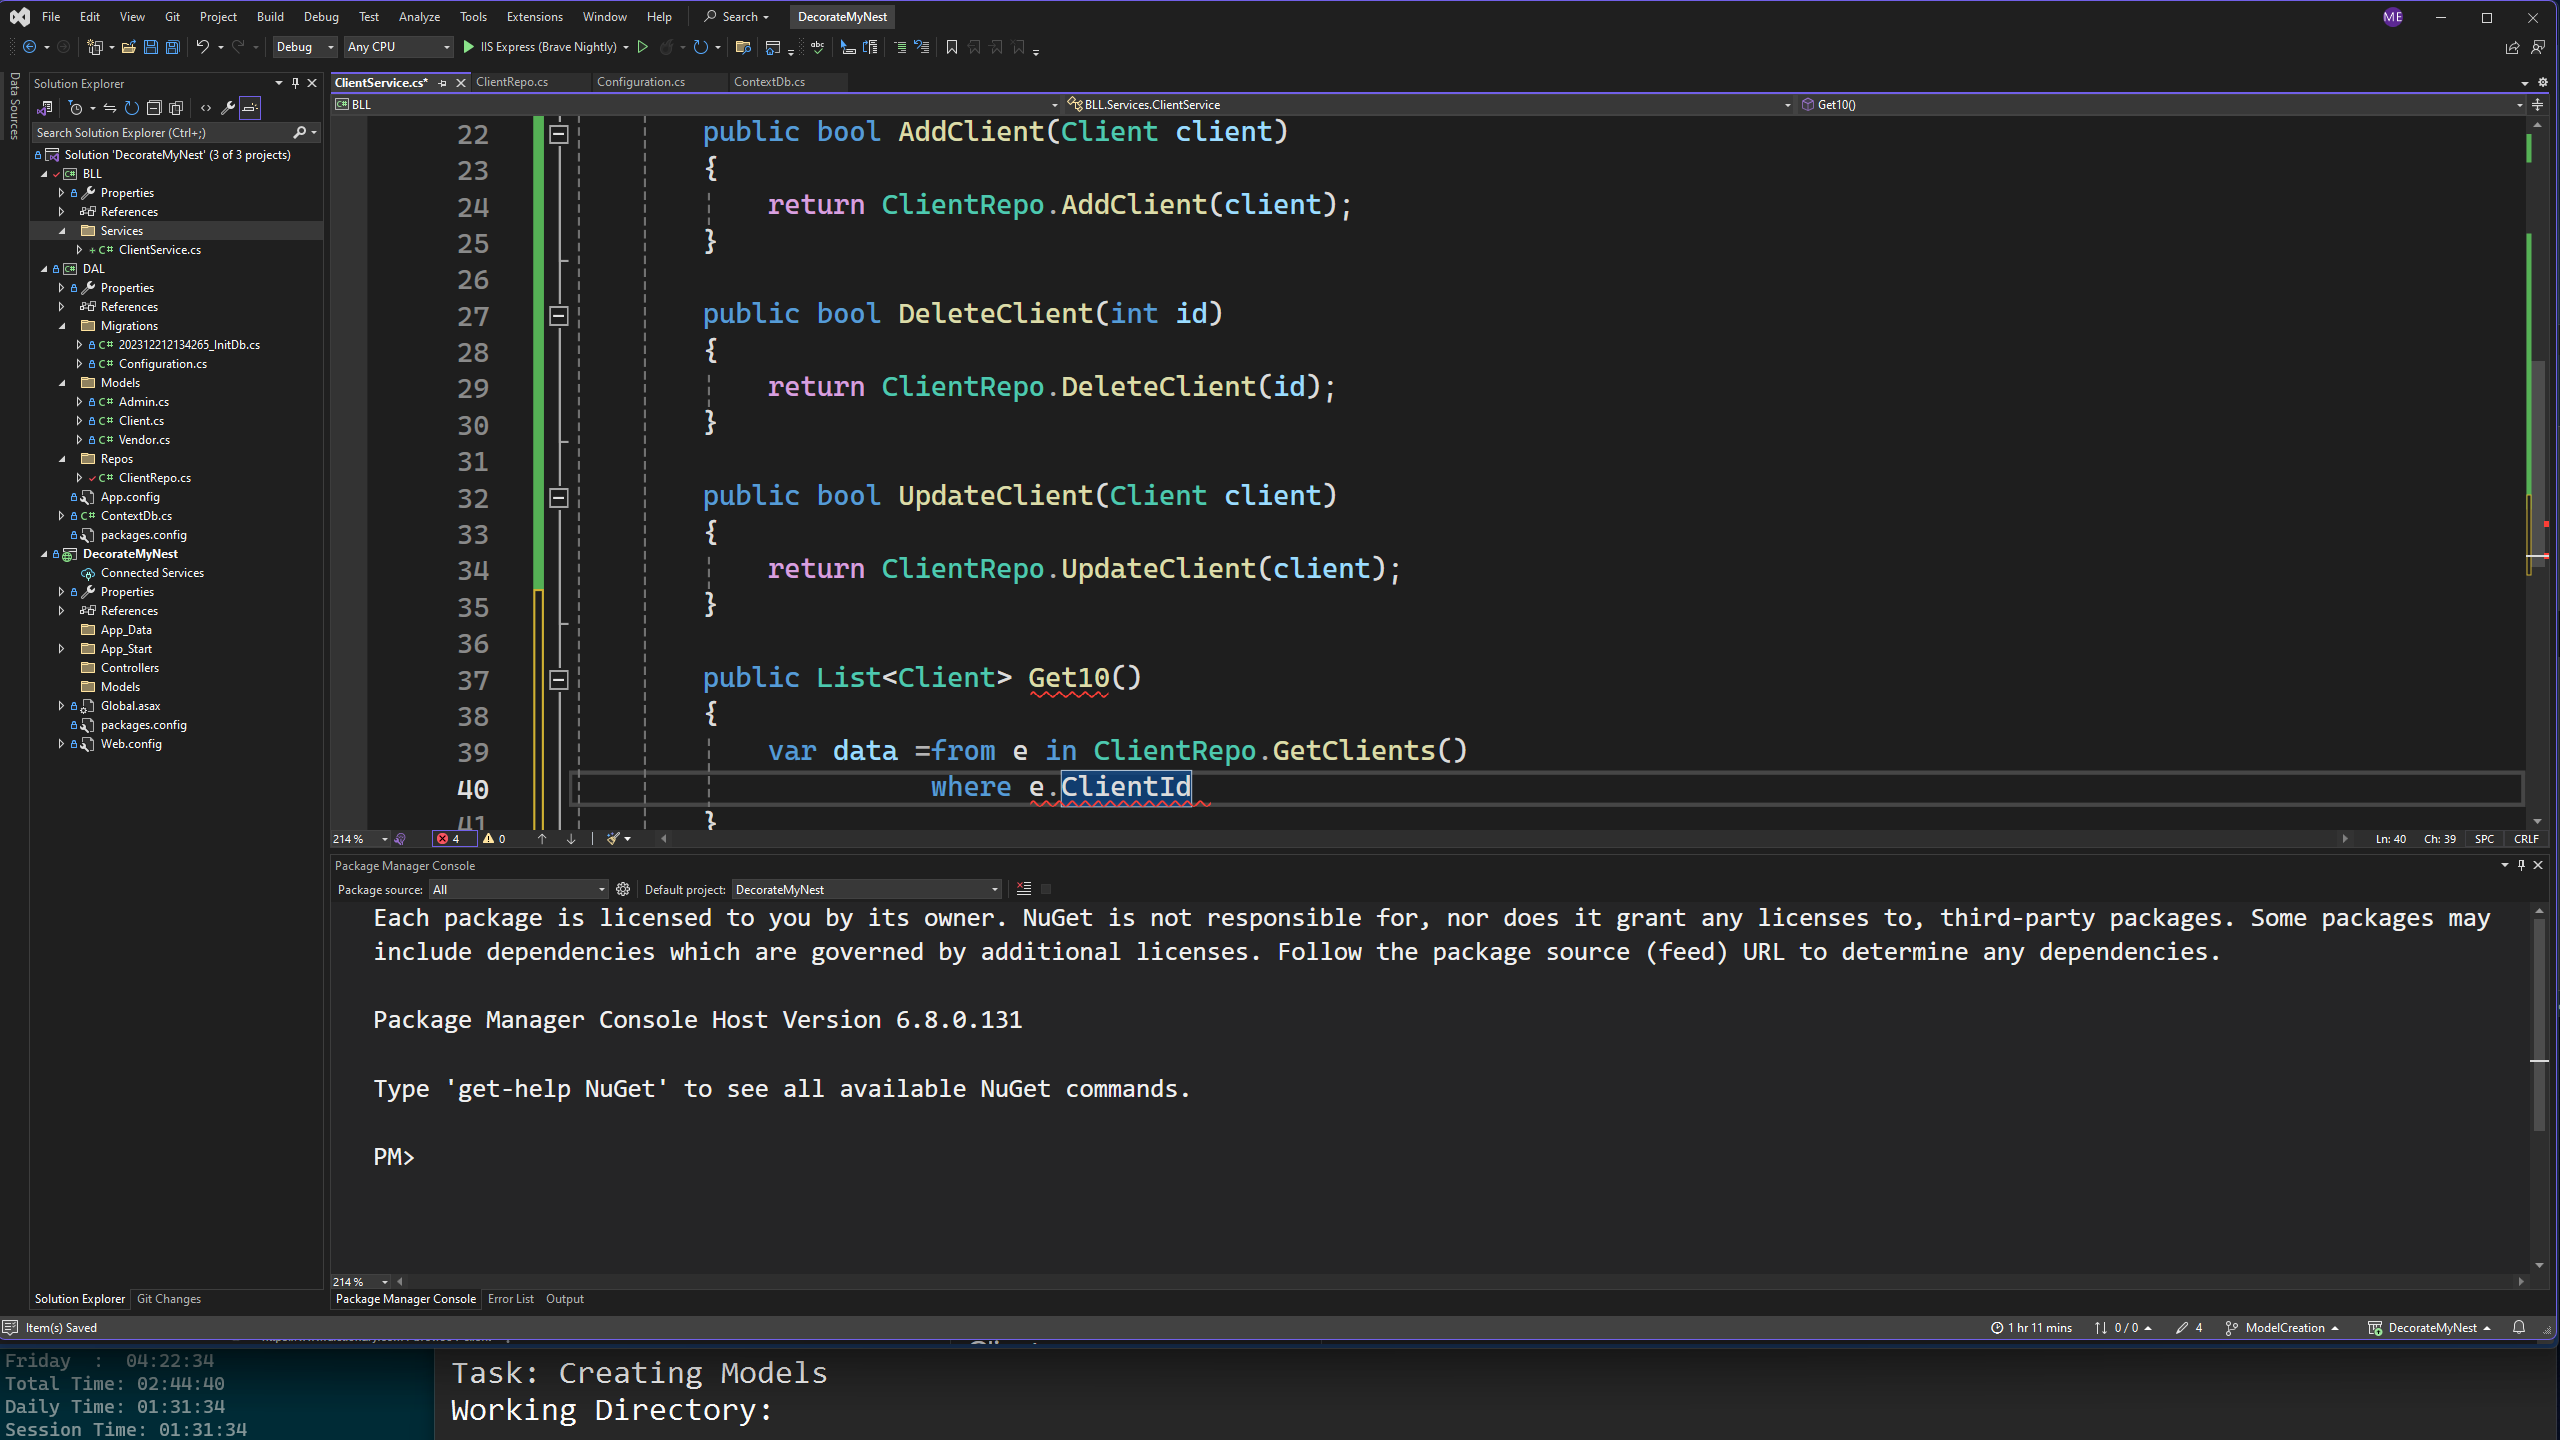 File Edit View Git Project Build Debug Test Analyze Tools Extensions Window Help Search DecorateMyNest ME
Debug Any CPU IIS Express (Brave Nightly)
Data Sources
Solution Explorer
Search Solution Explorer (Ctrl+;)
Solution 'DecorateMyNest' (3 of 3 projects)
BLL
Properties
References
Services
ClientService.cs
DAL
Properties
References
Migrations
202312212134265_InitDb.cs
Configuration.cs
Models
Admin.cs
Client.cs
Vendor.cs
Repos
ClientRepo.cs
App.config
ContextDb.cs
packages.config
DecorateMyNest
Connected Services
Properties
References
App_Data
App_Start
Controllers
Models
Global.asax
packages.config
Web.config
Solution Explorer Git Changes
ClientService.cs* ClientRepo.cs Configuration.cs ContextDb.cs
BLL BLL.Services.ClientService Get10()
22 public bool AddClient(Client client)
23 {
24 return ClientRepo.AddClient(client);
25 }
26
27 public bool DeleteClient(int id)
28 {
29 return ClientRepo.DeleteClient(id);
30 }
31
32 public bool UpdateClient(Client client)
33 {
34 return ClientRepo.UpdateClient(client);
35 }
36
37 public List<Client> Get10()
38 {
39 var data =from e in ClientRepo.GetClients()
40 where e.ClientId
41 }
214 % 4 0 Ln: 40 Ch: 39 SPC CRLF
Package Manager Console
Package source: All Default project: DecorateMyNest
Each package is licensed to you by its owner. NuGet is not responsible for, nor does it grant any licenses to, third-party packages. Some packages may
include dependencies which are governed by additional licenses. Follow the package source (feed) URL to determine any dependencies.
Package Manager Console Host Version 6.8.0.131
Type 'get-help NuGet' to see all available NuGet commands.
PM>
214 %
Package Manager Console Error List Output
Item(s) Saved 1 hr 11 mins 0 / 0 4 ModelCreation DecorateMyNest
Friday : 04:22:34
Total Time: 02:44:40
Daily Time: 01:31:34
Session Time: 01:31:34
Task: Creating Models
Working Directory: